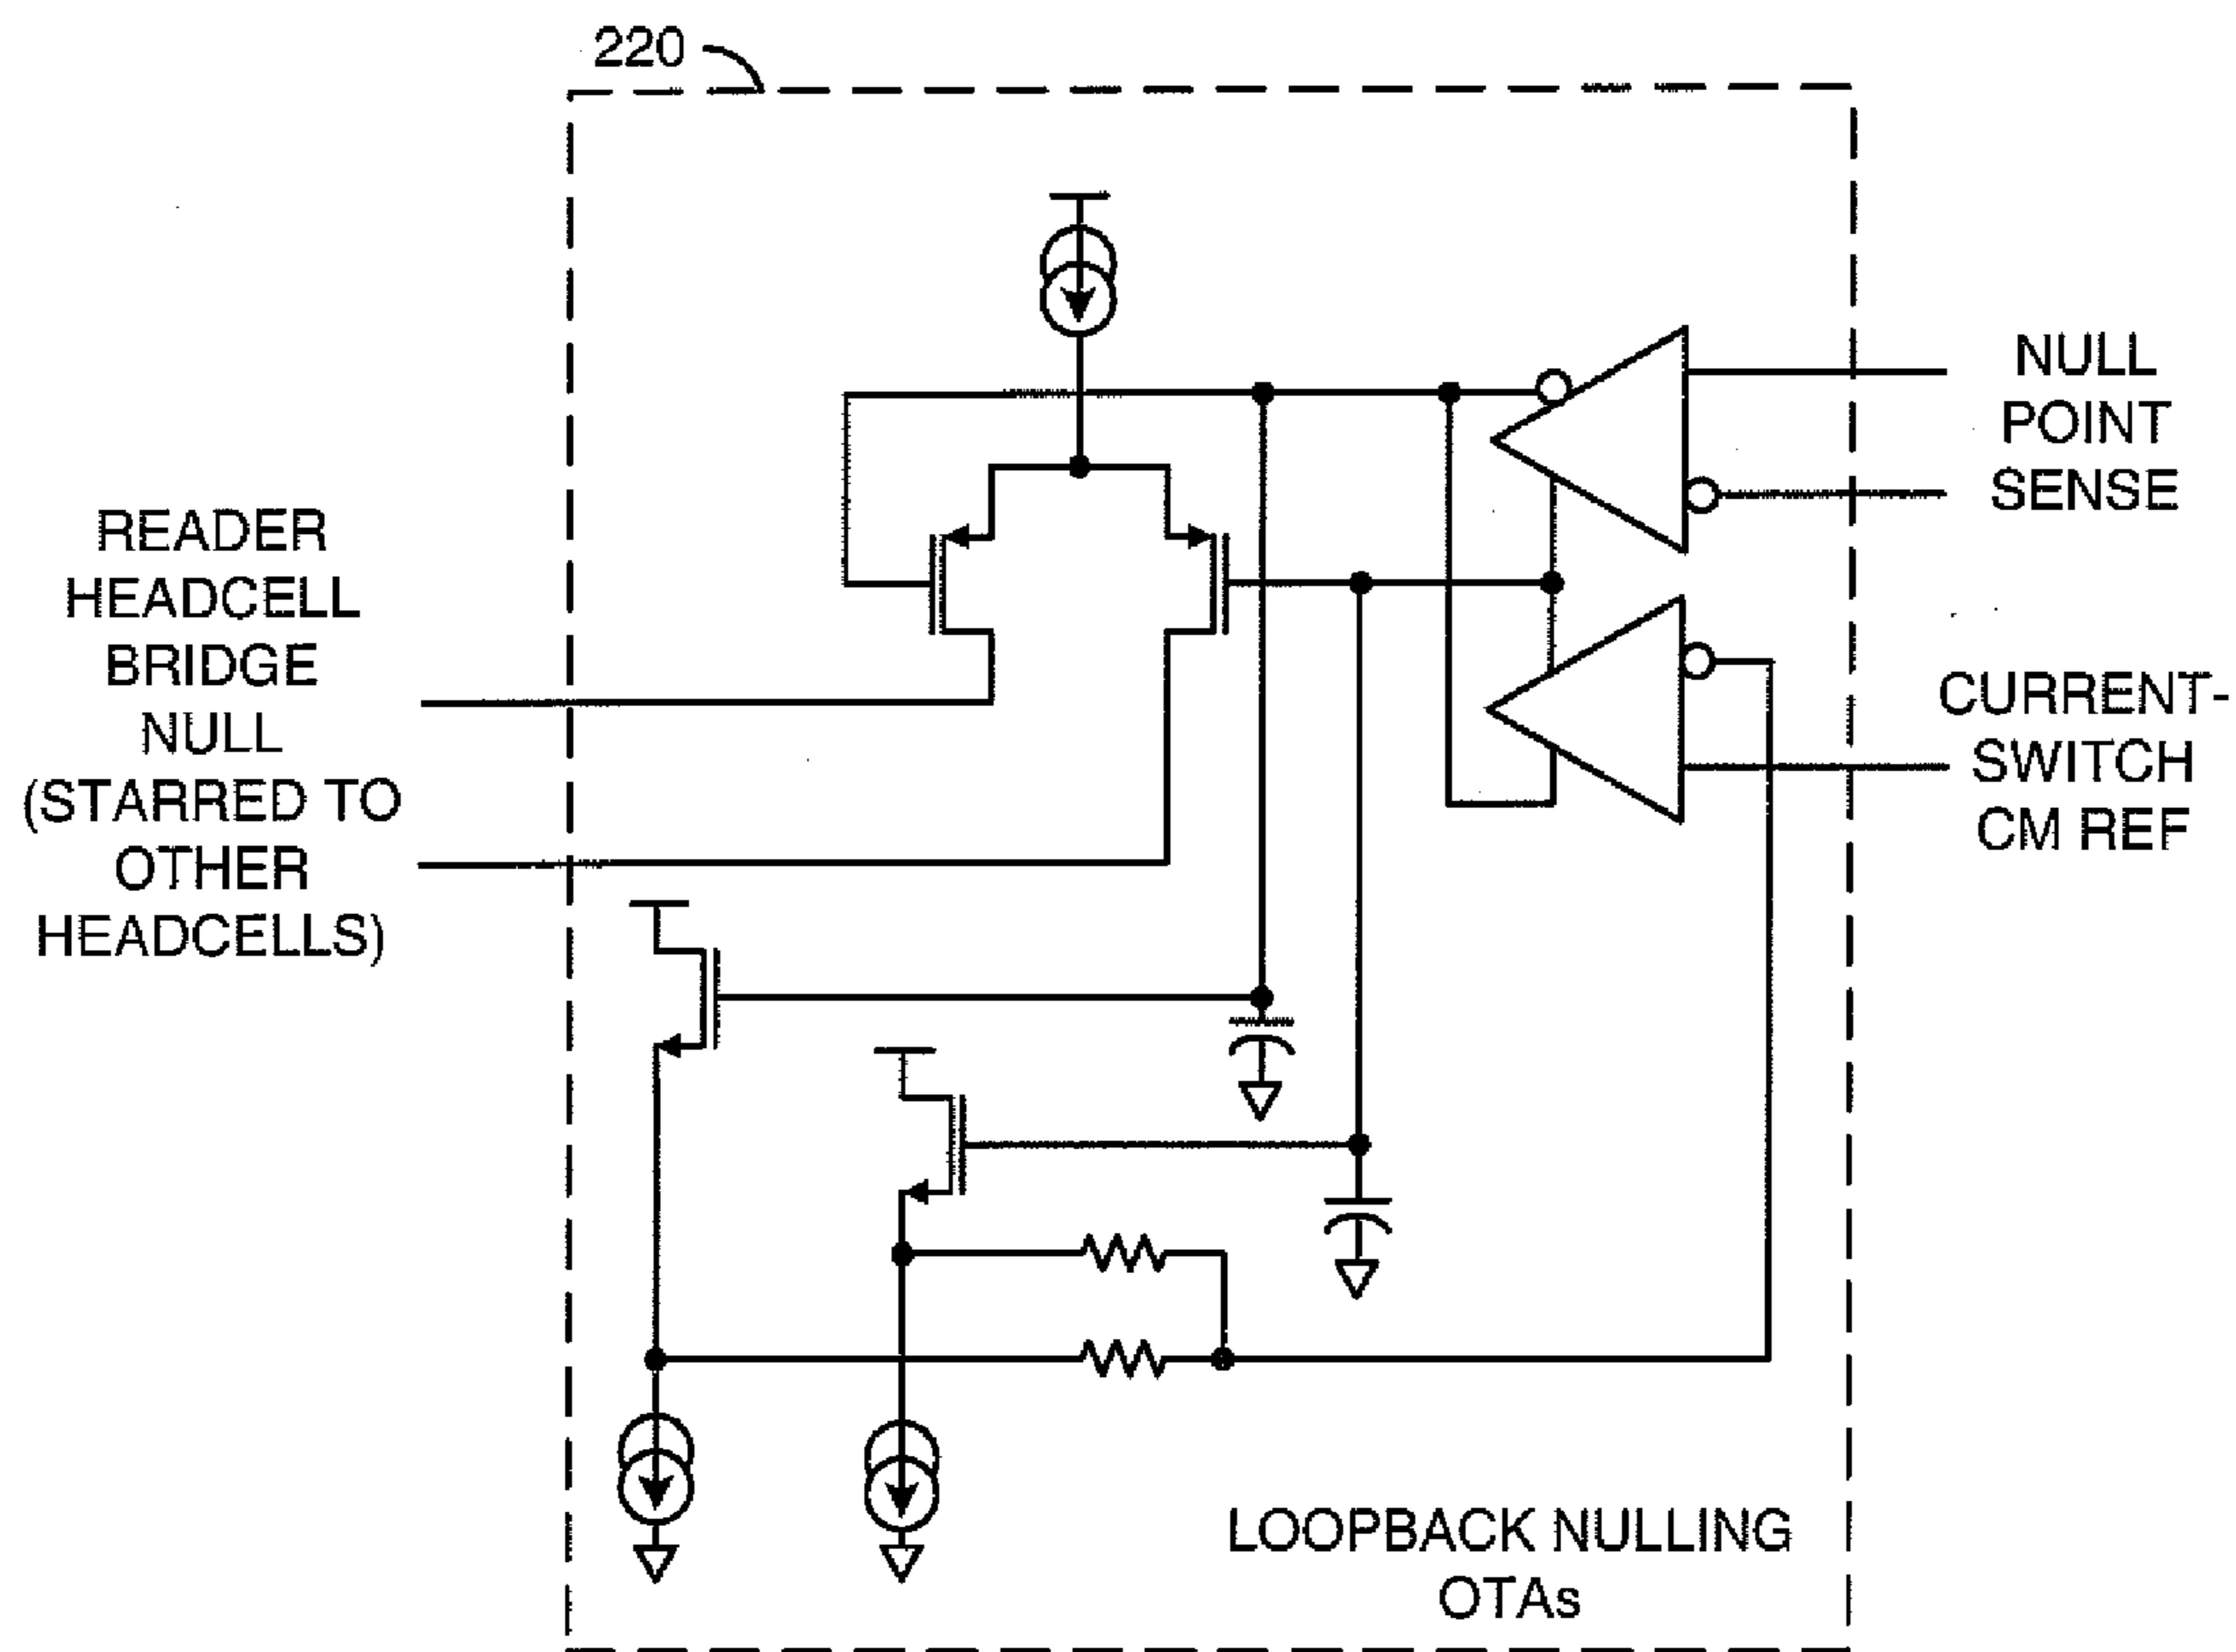 220
NULL
POINT
SENSE
READER
HEADCELL
BRIDGE
NULL
(STARRED TO
OTHER
HEADCELLS)
CURRENT-
SWITCH
CM REF
LOOPBACK NULLING
OTAs